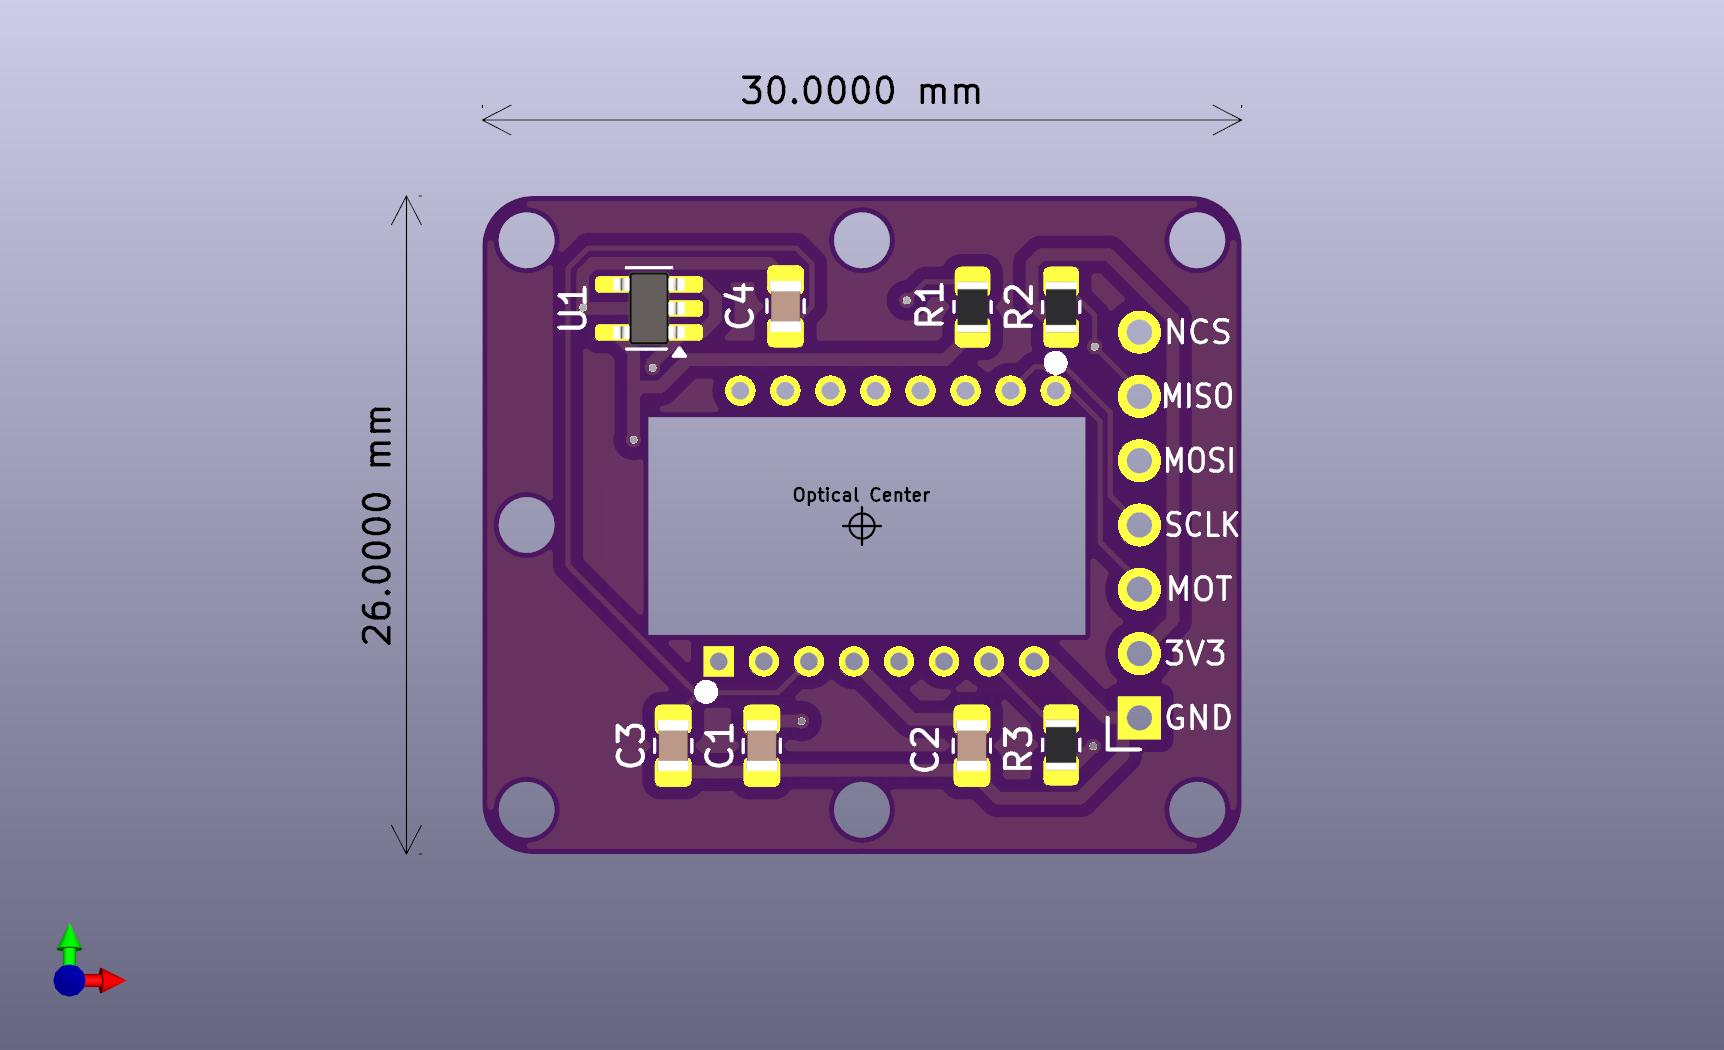 30.0000 mm
26.0000 mm
U1
C4
R1
R2
NCS
MISO
MOSI
Optical Center
SCLK
MOT
3V3
GND
C3
C1
C2
R3